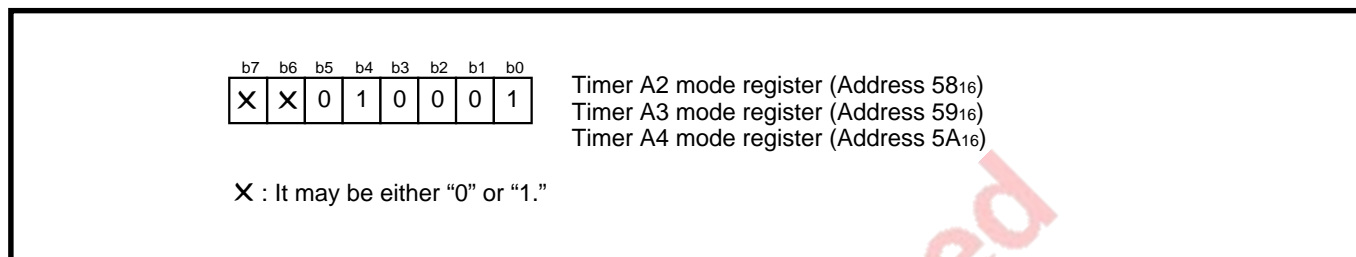 b7 b6 b5 b4 b3 b2 b1 b0
X X 0 1 0 0 0 1
Timer A2 mode register (Address 58₁₆)
Timer A3 mode register (Address 59₁₆)
Timer A4 mode register (Address 5A₁₆)
X : It may be either “0” or “1.”
ed